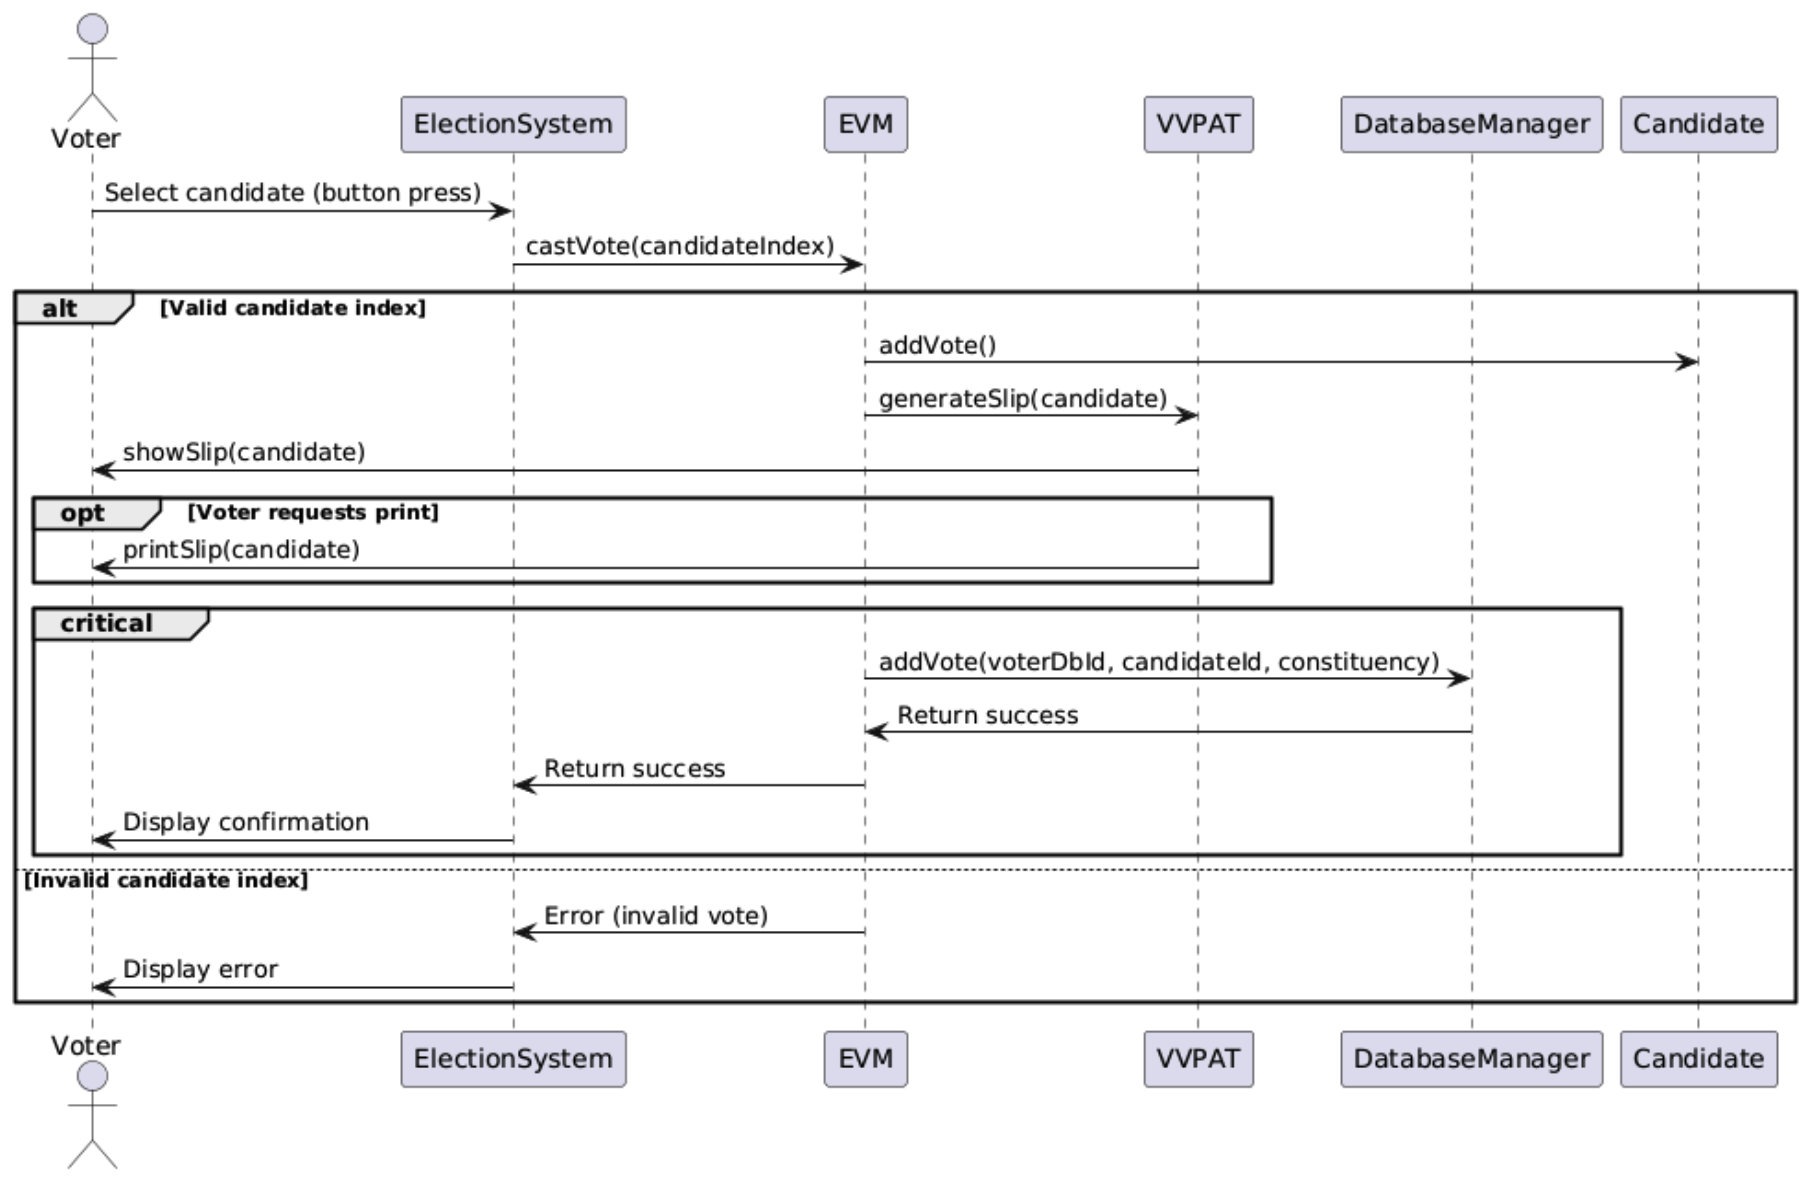 Voter
ElectionSystem
EVM
VVPAT
DatabaseManager
Candidate
Select candidate (button press)
castVote(candidateIndex)
alt
[Valid candidate index]
addVote()
generateSlip(candidate)
showSlip(candidate)
opt
[Voter requests print]
printSlip(candidate)
critical
addVote(voterDbId, candidateId, constituency)
Return success
Return success
Display confirmation
[Invalid candidate index]
Error (invalid vote)
Display error
Voter
ElectionSystem
EVM
VVPAT
DatabaseManager
Candidate